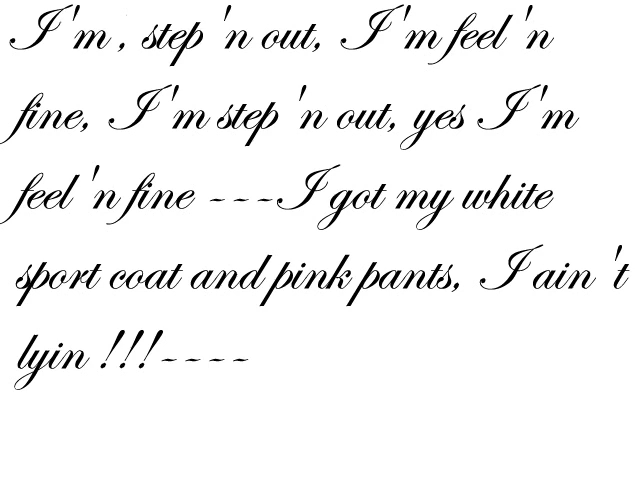 I'm, step'n out, I'm feel'n
fine, I'm step'n out, yes I'm
feel'n fine ---I got my white
sport coat and pink pants, I ain't
lyin !!!----